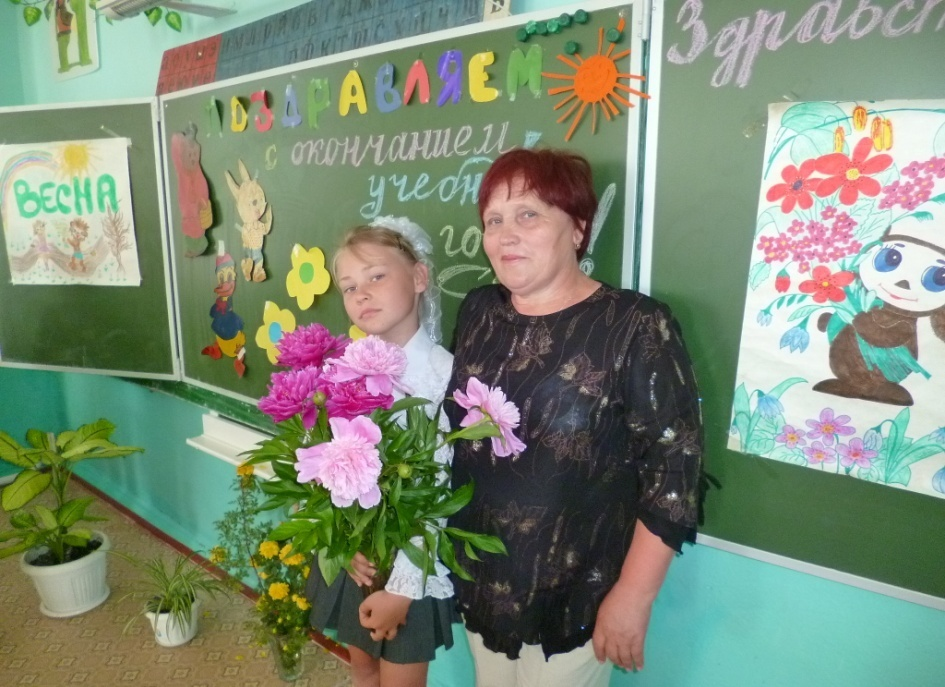 ВЕСНА
ПОЗДРАВЛЯЕМ
с окончанием
учебн
го
Здравст